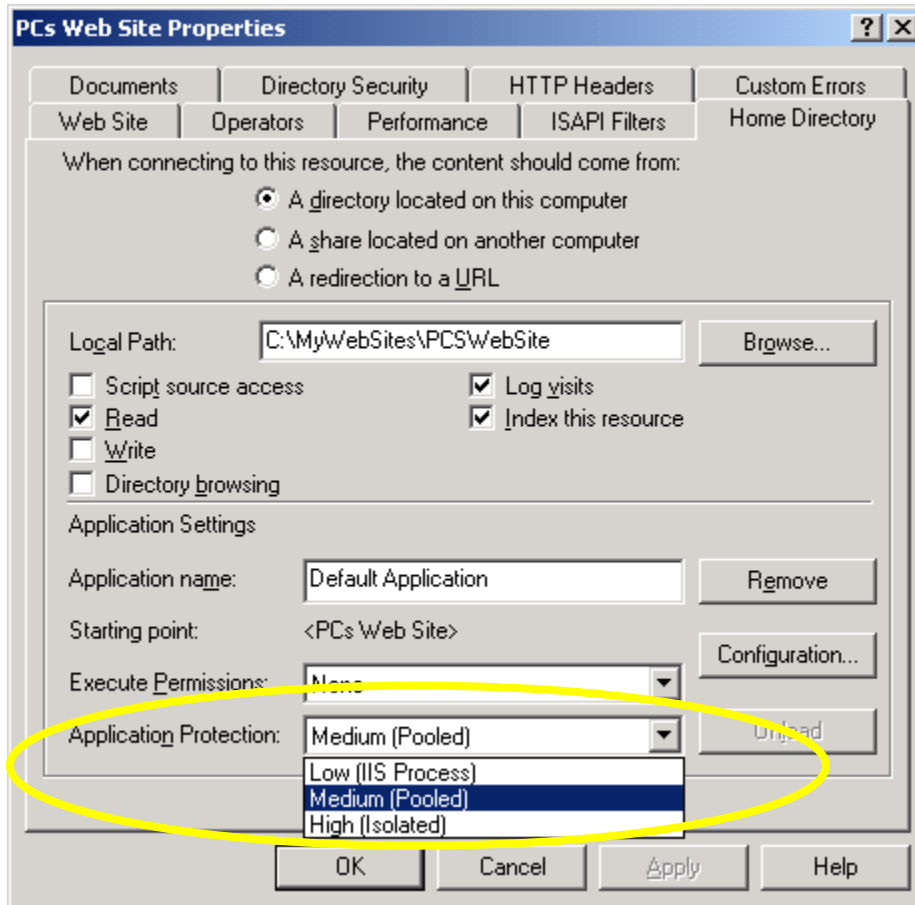 PCs Web Site Properties
Documents Directory Security HTTP Headers Custom Errors
Web Site Operators Performance ISAPI Filters Home Directory
When connecting to this resource, the content should come from:
A directory located on this computer
A share located on another computer
A redirection to a URL
Local Path: C:\MyWebSites\PCSWebSite Browse...
Script source access Log visits
Read Index this resource
Write
Directory browsing
Application Settings
Application name: Default Application Remove
Starting point: <PCs Web Site>
Configuration...
Execute Permissions: None
Application Protection: Medium (Pooled) Unload
Low (IIS Process)
Medium (Pooled)
High (Isolated)
OK Cancel Apply Help